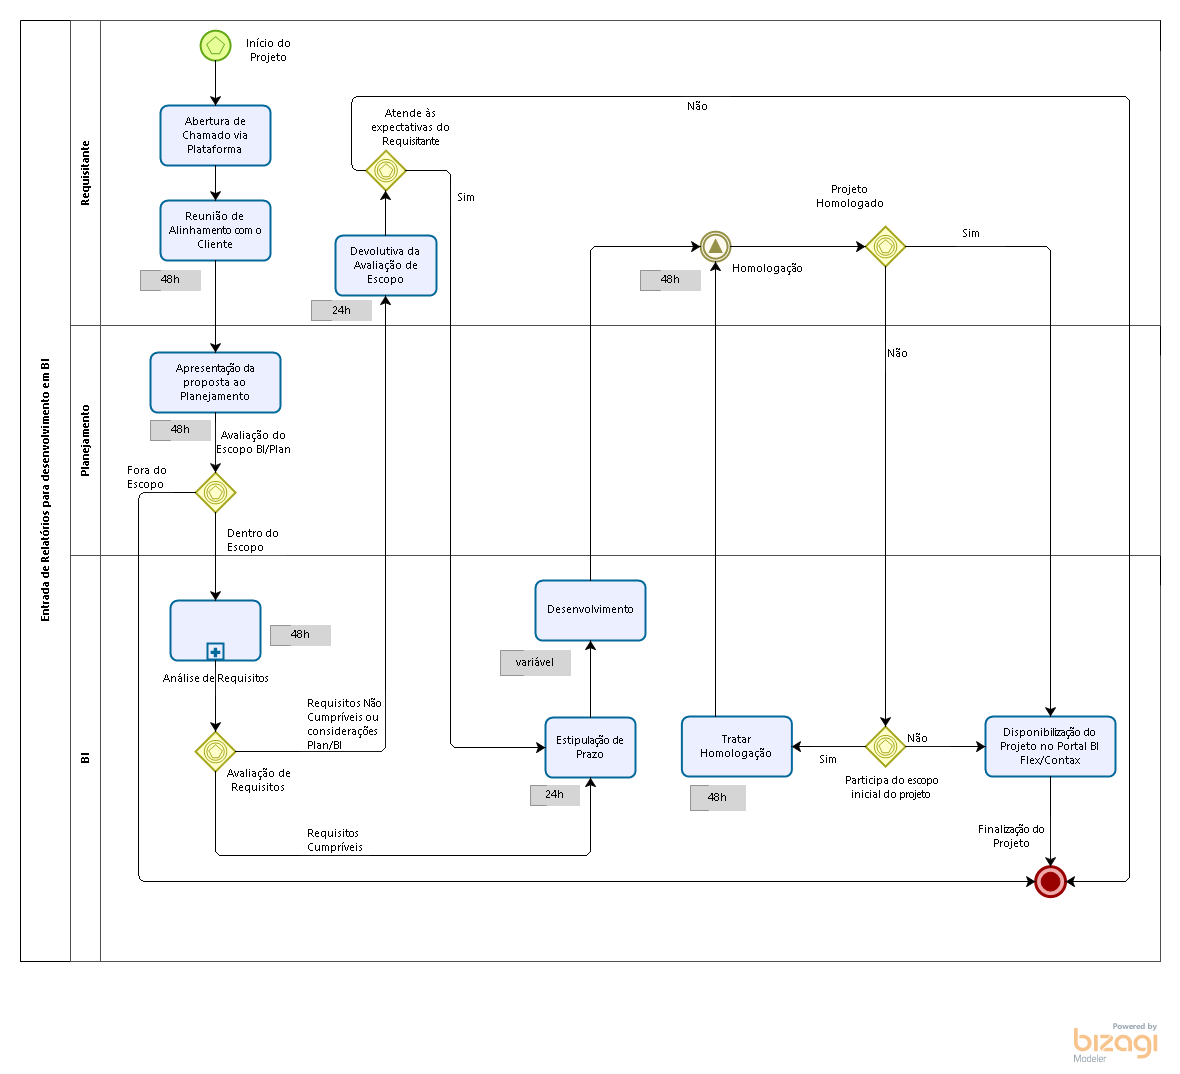 Entrada de Relatórios para desenvolvimento em BI
Requisitante
Início do
Projeto
Abertura de
Chamado via
Plataforma
Reunião de
Alinhamento com o
Cliente
48h
Atende às
expectativas do
Requisitante
Não
Sim
Devolutiva da
Avaliação de
Escopo
24h
Projeto
Homologado
Sim
Homologação
48h
Planejamento
Apresentação da
proposta ao
Planejamento
48h
Avaliação do
Escopo BI/Plan
Fora do
Escopo
Dentro do
Escopo
Não
BI
48h
Análise de Requisitos
Requisitos Não
Cumpríveis ou
considerações
Plan/BI
Avaliação de
Requisitos
Requisitos
Cumpríveis
Desenvolvimento
variável
Estipulação de
Prazo
24h
Tratar
Homologação
48h
Sim
Não
Participa do escopo
inicial do projeto
Disponibilização do
Projeto no Portal BI
Flex/Contax
Finalização do
Projeto
Powered by
bizagi
Modeler